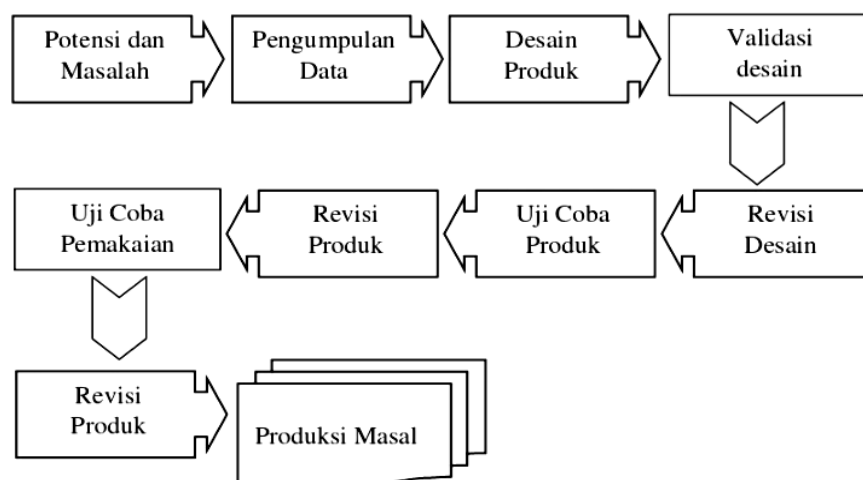 Potensi dan
Masalah
Pengumpulan
Data
Desain
Produk
Validasi
desain
Revisi
Desain
Uji Coba
Produk
Revisi
Produk
Uji Coba
Pemakaian
Revisi
Produk
Produksi Masal